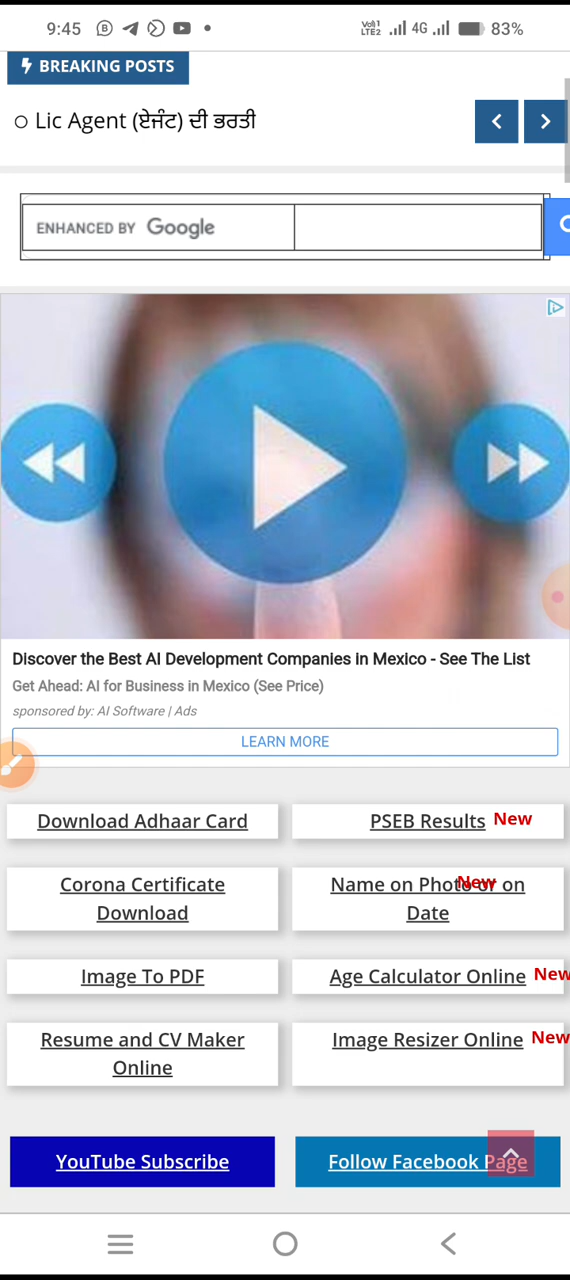 9:45 Vo)) 1 LTE2 4G 83%
BREAKING POSTS
Lic Agent (ਏਜੰਟ) ਦੀ ਭਰਤੀ
ENHANCED BY Google
Discover the Best AI Development Companies in Mexico - See The List
Get Ahead: AI for Business in Mexico (See Price)
sponsored by: AI Software | Ads
LEARN MORE
Download Adhaar Card
PSEB Results New
Corona Certificate
Download
Name on Photo or on
Date
New
Image To PDF
Age Calculator Online New
Resume and CV Maker
Online
Image Resizer Online New
YouTube Subscribe
Follow Facebook Page